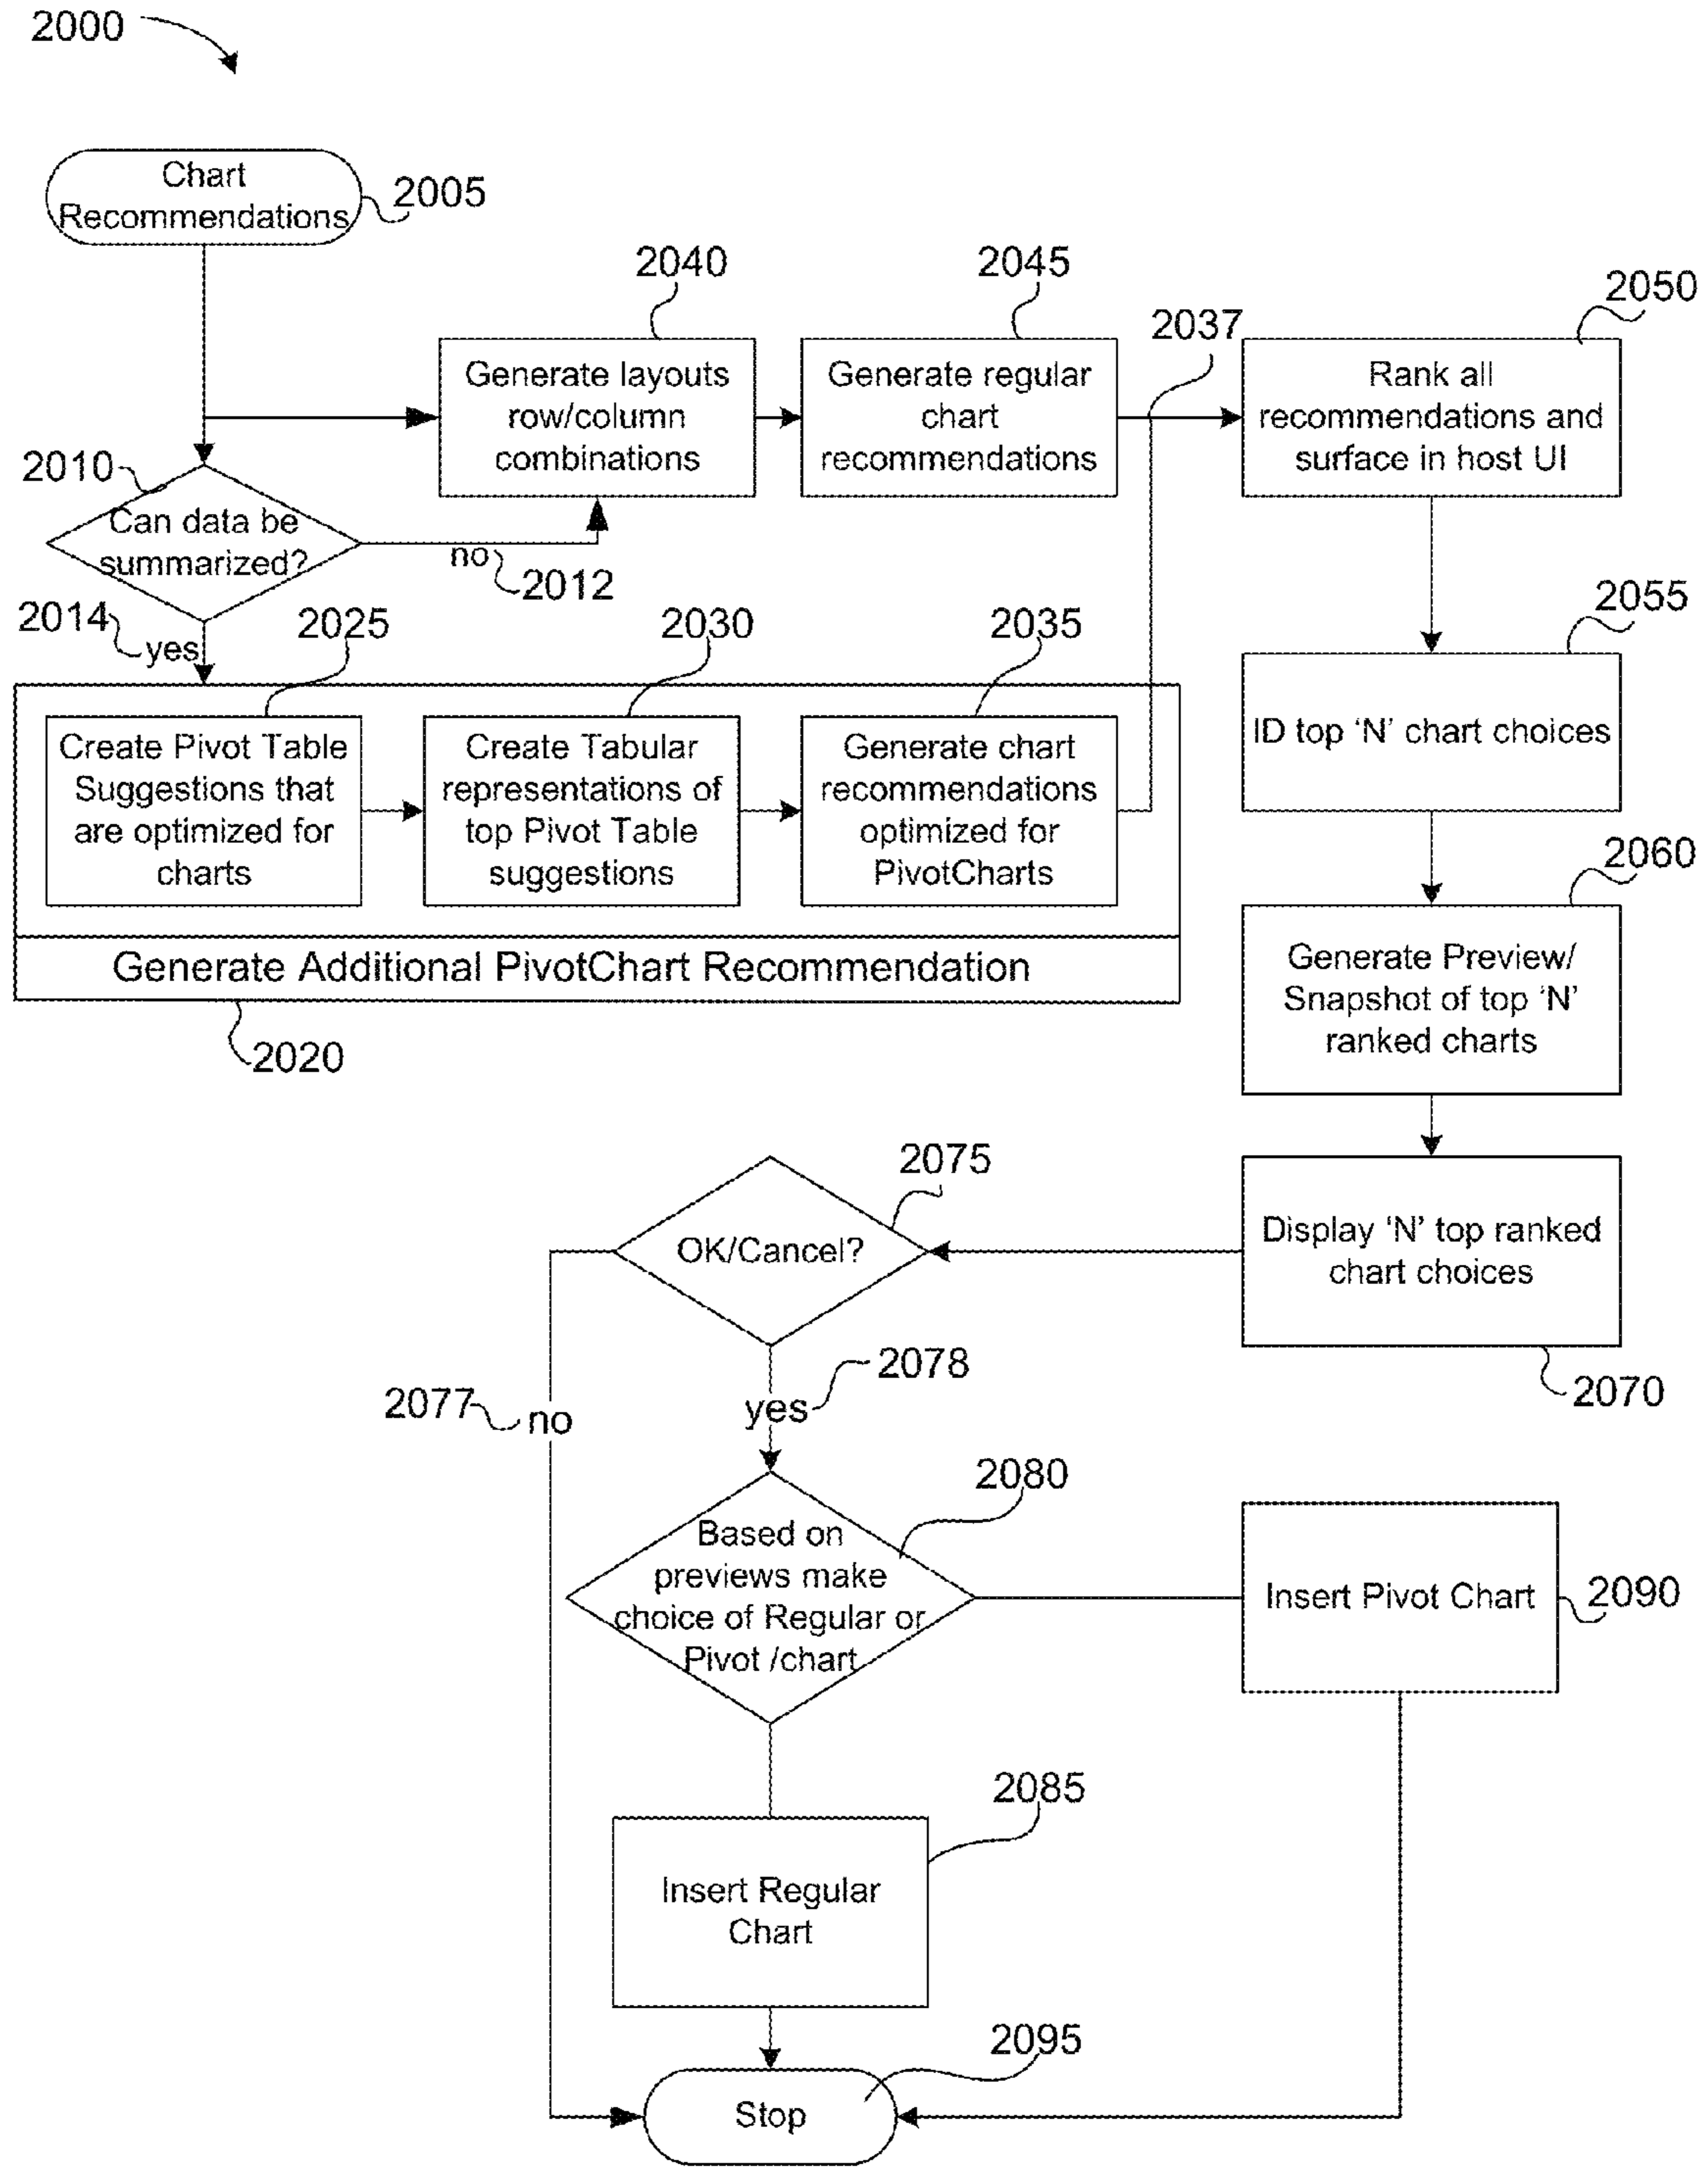 2000
Chart
Recommendations
2005
2040
2045
2037
2050
Generate layouts
row/column
combinations
Generate regular
chart
recommendations
Rank all
recommendations and
surface in host UI
2010
Can data be
summarized?
no
2012
2014
yes
2025
2030
2035
2055
Create Pivot Table
Suggestions that
are optimized for
charts
Create Tabular
representations of
top Pivot Table
suggestions
Generate chart
recommendations
optimized for
PivotCharts
ID top ‘N’ chart choices
Generate Additional PivotChart Recommendation
2020
2060
Generate Preview/
Snapshot of top ‘N’
ranked charts
2075
OK/Cancel?
Display ‘N’ top ranked
chart choices
2070
2077
no
yes
2078
2080
Based on
previews make
choice of Regular or
Pivot /chart
Insert Pivot Chart
2090
2085
Insert Regular
Chart
2095
Stop